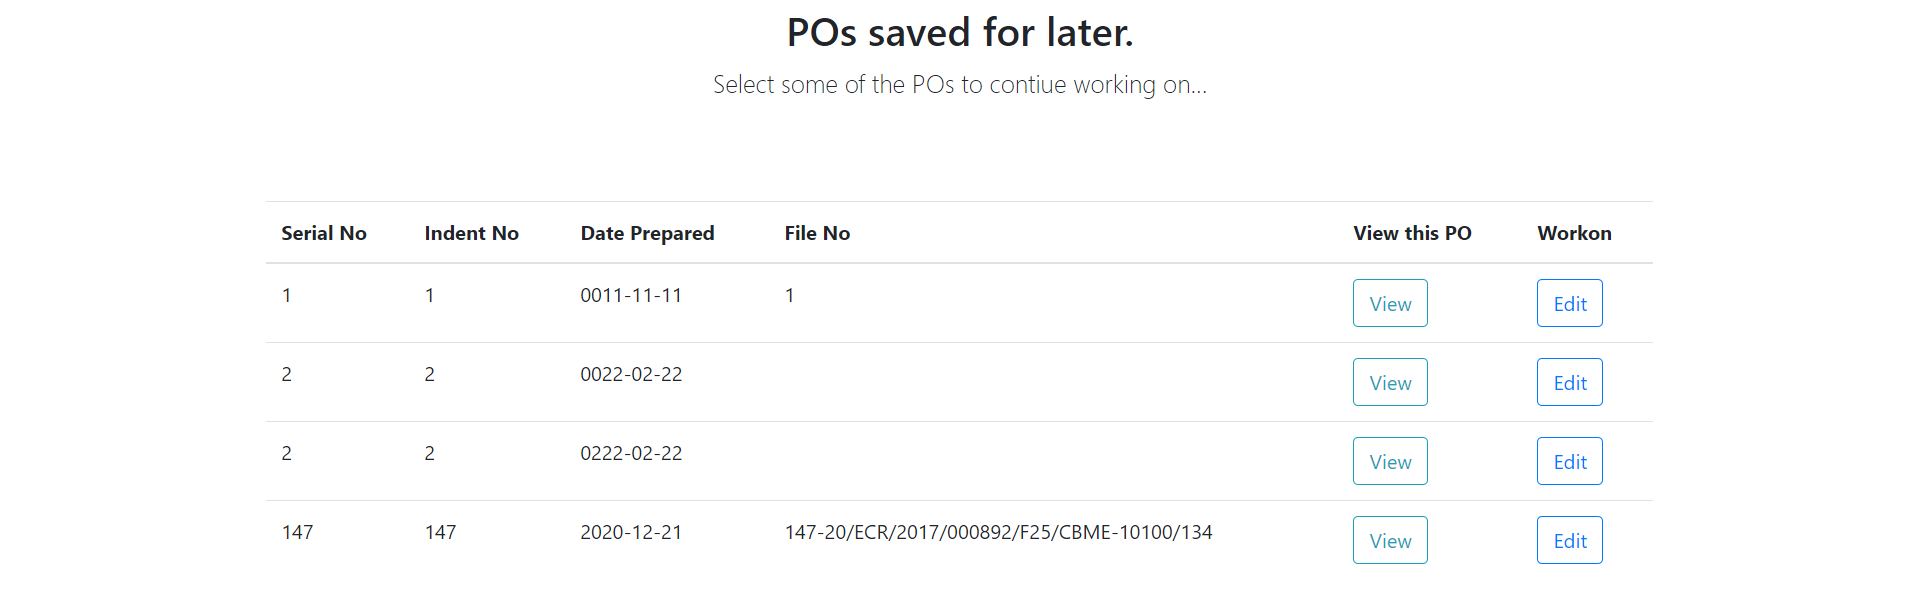 POs saved for later.
Select some of the POs to contiue working on...
Serial No Indent No Date Prepared File No View this PO Workon
1 1 0011-11-11 1 View Edit
2 2 0022-02-22 View Edit
2 2 0222-02-22 View Edit
147 147 2020-12-21 147-20/ECR/2017/000892/F25/CBME-10100/134 View Edit